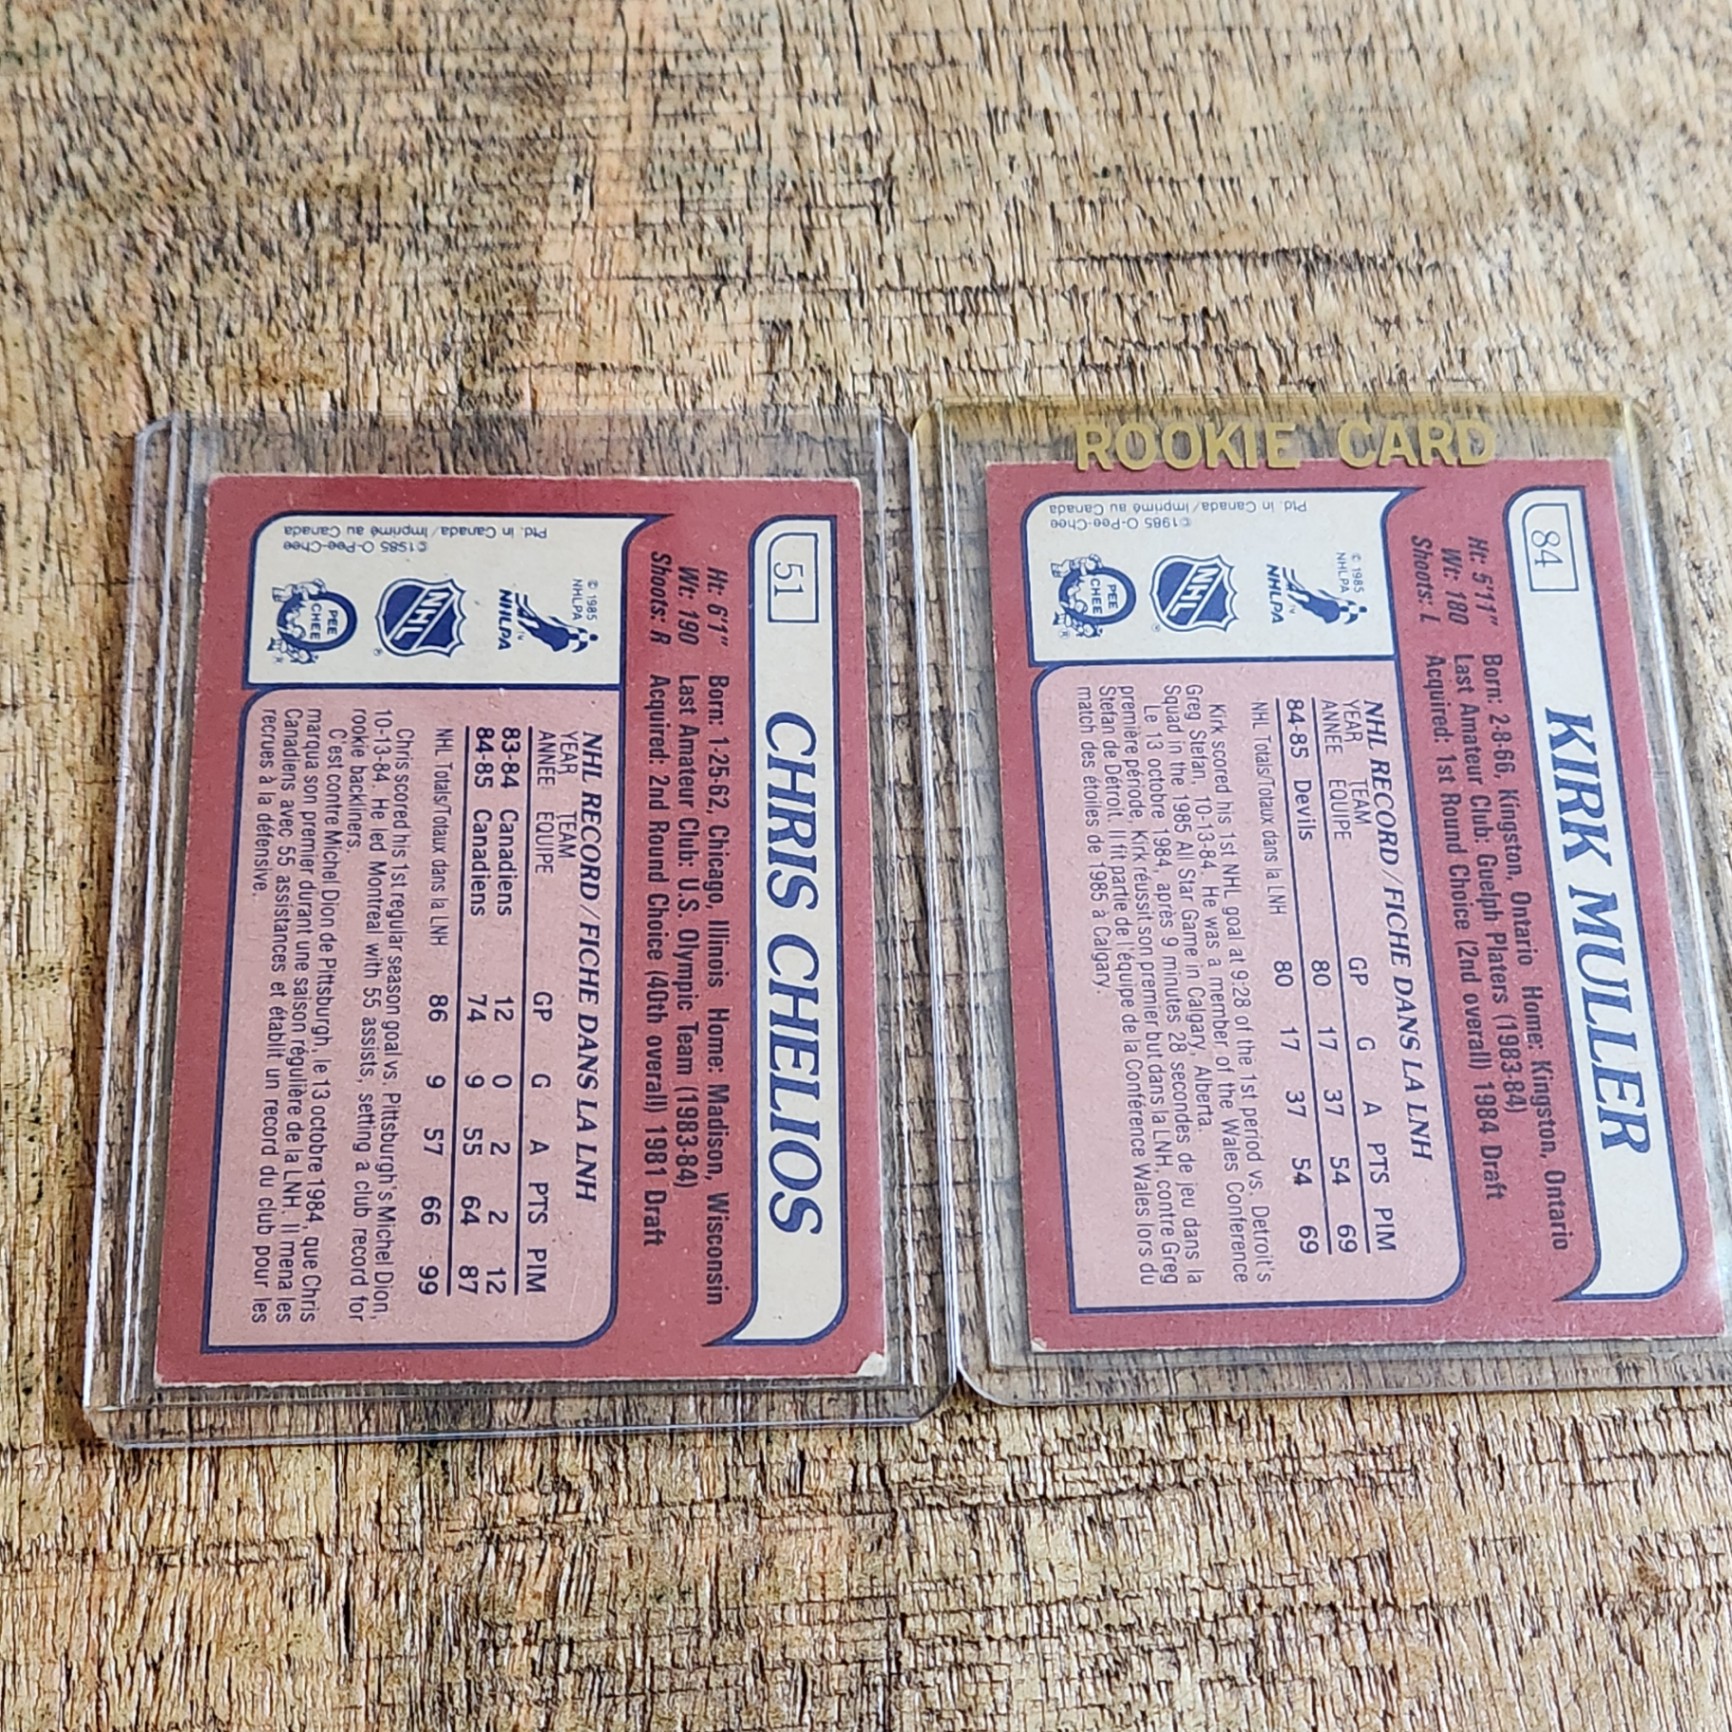 51
CHRIS CHELIOS
Ht: 6'1" Born: 1-25-62, Chicago, Illinois Home: Madison, Wisconsin
Wt: 190 Last Amateur Club: U.S. Olympic Team (1983-84)
Shoots: R Acquired: 2nd Round Choice (40th overall) 1981 Draft
© 1985
NHLPA
NHLPA
TM
NHL
®
O PEE CHEE
®
©1985 O-Pee-Chee
Ptd. in Canada/Imprimé au Canada
NHL RECORD/FICHE DANS LA LNH
YEAR TEAM
ANNÉE EQUIPE GP G A PTS PIM
83-84 Canadiens 12 0 2 2 12
84-85 Canadiens 74 9 55 64 87
NHL Totals/Totaux dans la LNH 86 9 57 66 99
Chris scored his 1st regular season goal vs. Pittsburgh's Michel Dion,
10-13-84. He led Montreal with 55 assists, setting a club record for
rookie backliners.
C'est contre Michel Dion de Pittsburgh, le 13 octobre 1984, que Chris
marqua son premier durant une saison régulière de la LNH. Il mena les
Canadiens avec 55 assistances et établit un record du club pour les
recrues à la défensive.
ROOKIE CARD
84
KIRK MULLER
Ht: 5'11" Born: 2-8-66, Kingston, Ontario Home: Kingston, Ontario
Wt: 180 Last Amateur Club: Guelph Platers (1983-84)
Shoots: L Acquired: 1st Round Choice (2nd overall) 1984 Draft
© 1985
NHLPA
NHLPA
TM
NHL
®
O PEE CHEE
®
©1985 O-Pee-Chee
Ptd. in Canada/Imprimé au Canada
NHL RECORD/FICHE DANS LA LNH
YEAR TEAM
ANNÉE EQUIPE GP G A PTS PIM
84-85 Devils 80 17 37 54 69
NHL Totals/Totaux dans la LNH 80 17 37 54 69
Kirk scored his 1st NHL goal at 9:28 of the 1st period vs. Detroit's
Greg Stefan, 10-13-84. He was a member of the Wales Conference
Squad in the 1985 All Star Game in Calgary, Alberta.
Le 13 octobre 1984, après 9 minutes 28 secondes de jeu dans la
première période, Kirk réussit son premier but dans la LNH, contre Greg
Stefan de Détroit. Il fit partie de l'équipe de la Conférence Wales lors du
match des étoiles de 1985 à Calgary.